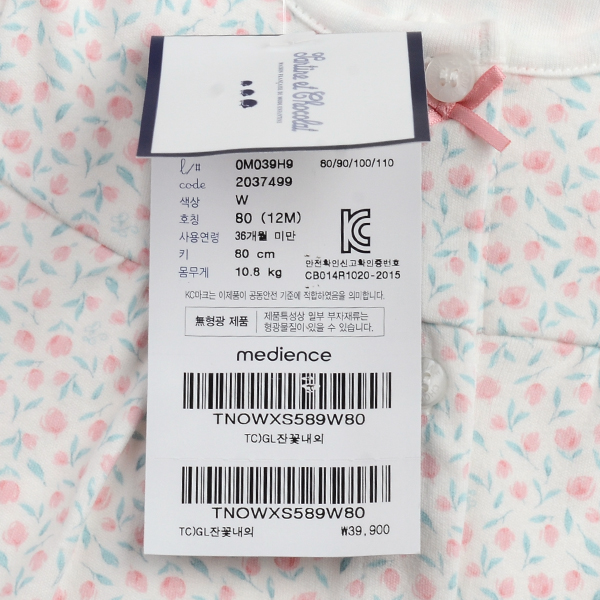 Tartine et Chocolat
ℓ/# 0M039H9 80/90/100/110
code 2037499
색상 W
호칭 80 (12M)
사용연령 36개월 미만
키 80 cm
몸무게 10.8 kg
안전확인신고확인증번호
CB014R1020-2015
KC마크는 이제품이 공동안전 기준에 적합하였음을 의미합니다.
無형광 제품
제품특성상 일부 부자재류는
형광물질이 있을 수 있습니다.
medience
TNOWXS589W80
TC)GL잔꽃내의
TNOWXS589W80
TC)GL잔꽃내의 ₩39,900